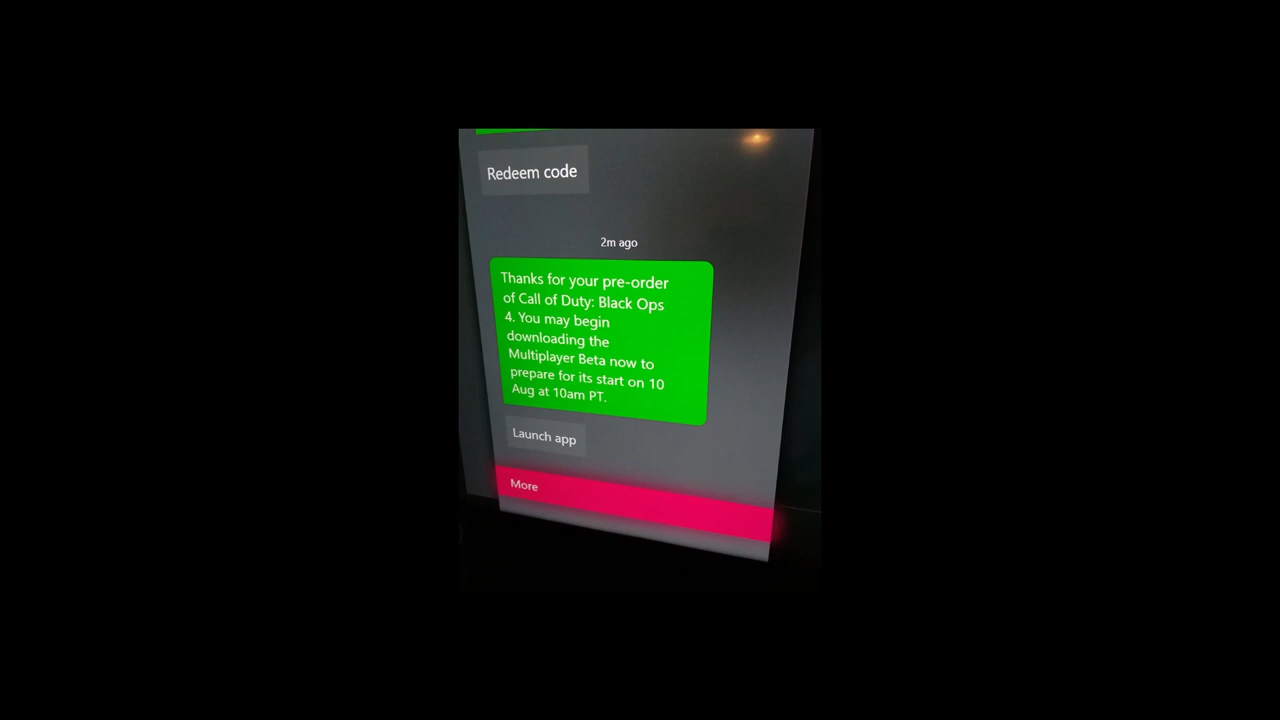 Redeem code
2m ago
Thanks for your pre-order
of Call of Duty: Black Ops
4. You may begin
downloading the
Multiplayer Beta now to
prepare for its start on 10
Aug at 10am PT.
Launch app
More